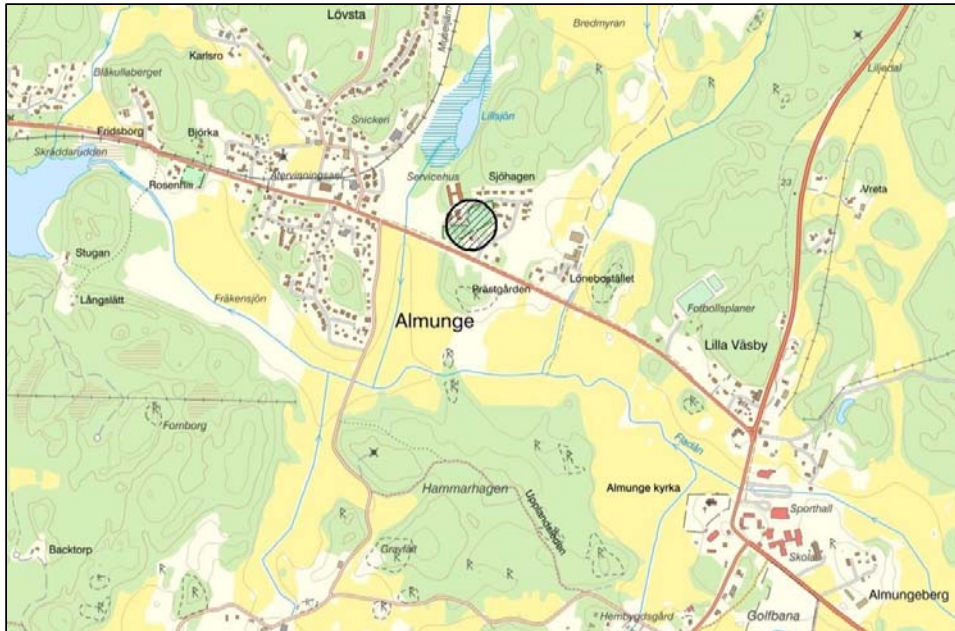 Lövsta
Bredmyran
Karlsro
Liljedal
Blåkullaberget
Snickeri
Lillsjön
Fridsborg
Björka
Skräddarudden
Servicehus
Sjöhagen
23
Vreta
Rosenhill
Stugan
Prästgården
Lönebostället
Långslätt
Fräkensjön
Fotbollsplaner
Almunge
Lilla Väsby
Fornborg
Fladån
Hammarhagen
Almunge kyrka
Upplandsleden
Sporthall
Backtorp
Gravfält
Skola
Almungeberg
Hembygdsgård
Golfbana